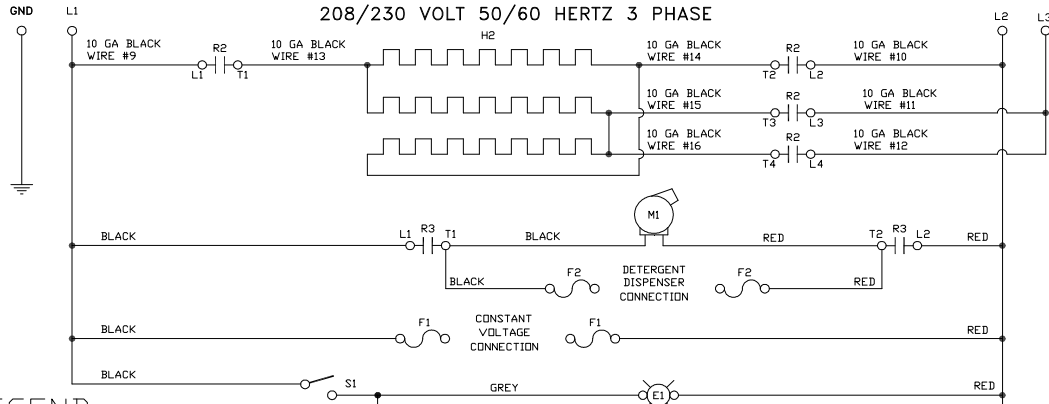 GND
L1
208/230 VOLT 50/60 HERTZ 3 PHASE
L2
L3
H2
10 GA BLACK
WIRE #9
R2
L1
T1
10 GA BLACK
WIRE #13
10 GA BLACK
WIRE #14
R2
T2
L2
10 GA BLACK
WIRE #10
10 GA BLACK
WIRE #15
R2
T3
L3
10 GA BLACK
WIRE #11
10 GA BLACK
WIRE #16
R2
T4
L4
10 GA BLACK
WIRE #12
BLACK
L1
R3
T1
BLACK
M1
RED
T2
R3
L2
RED
BLACK
F2
DETERGENT
DISPENSER
CONNECTION
F2
RED
BLACK
F1
CONSTANT
VOLTAGE
CONNECTION
F1
RED
BLACK
S1
GREY
E1
RED